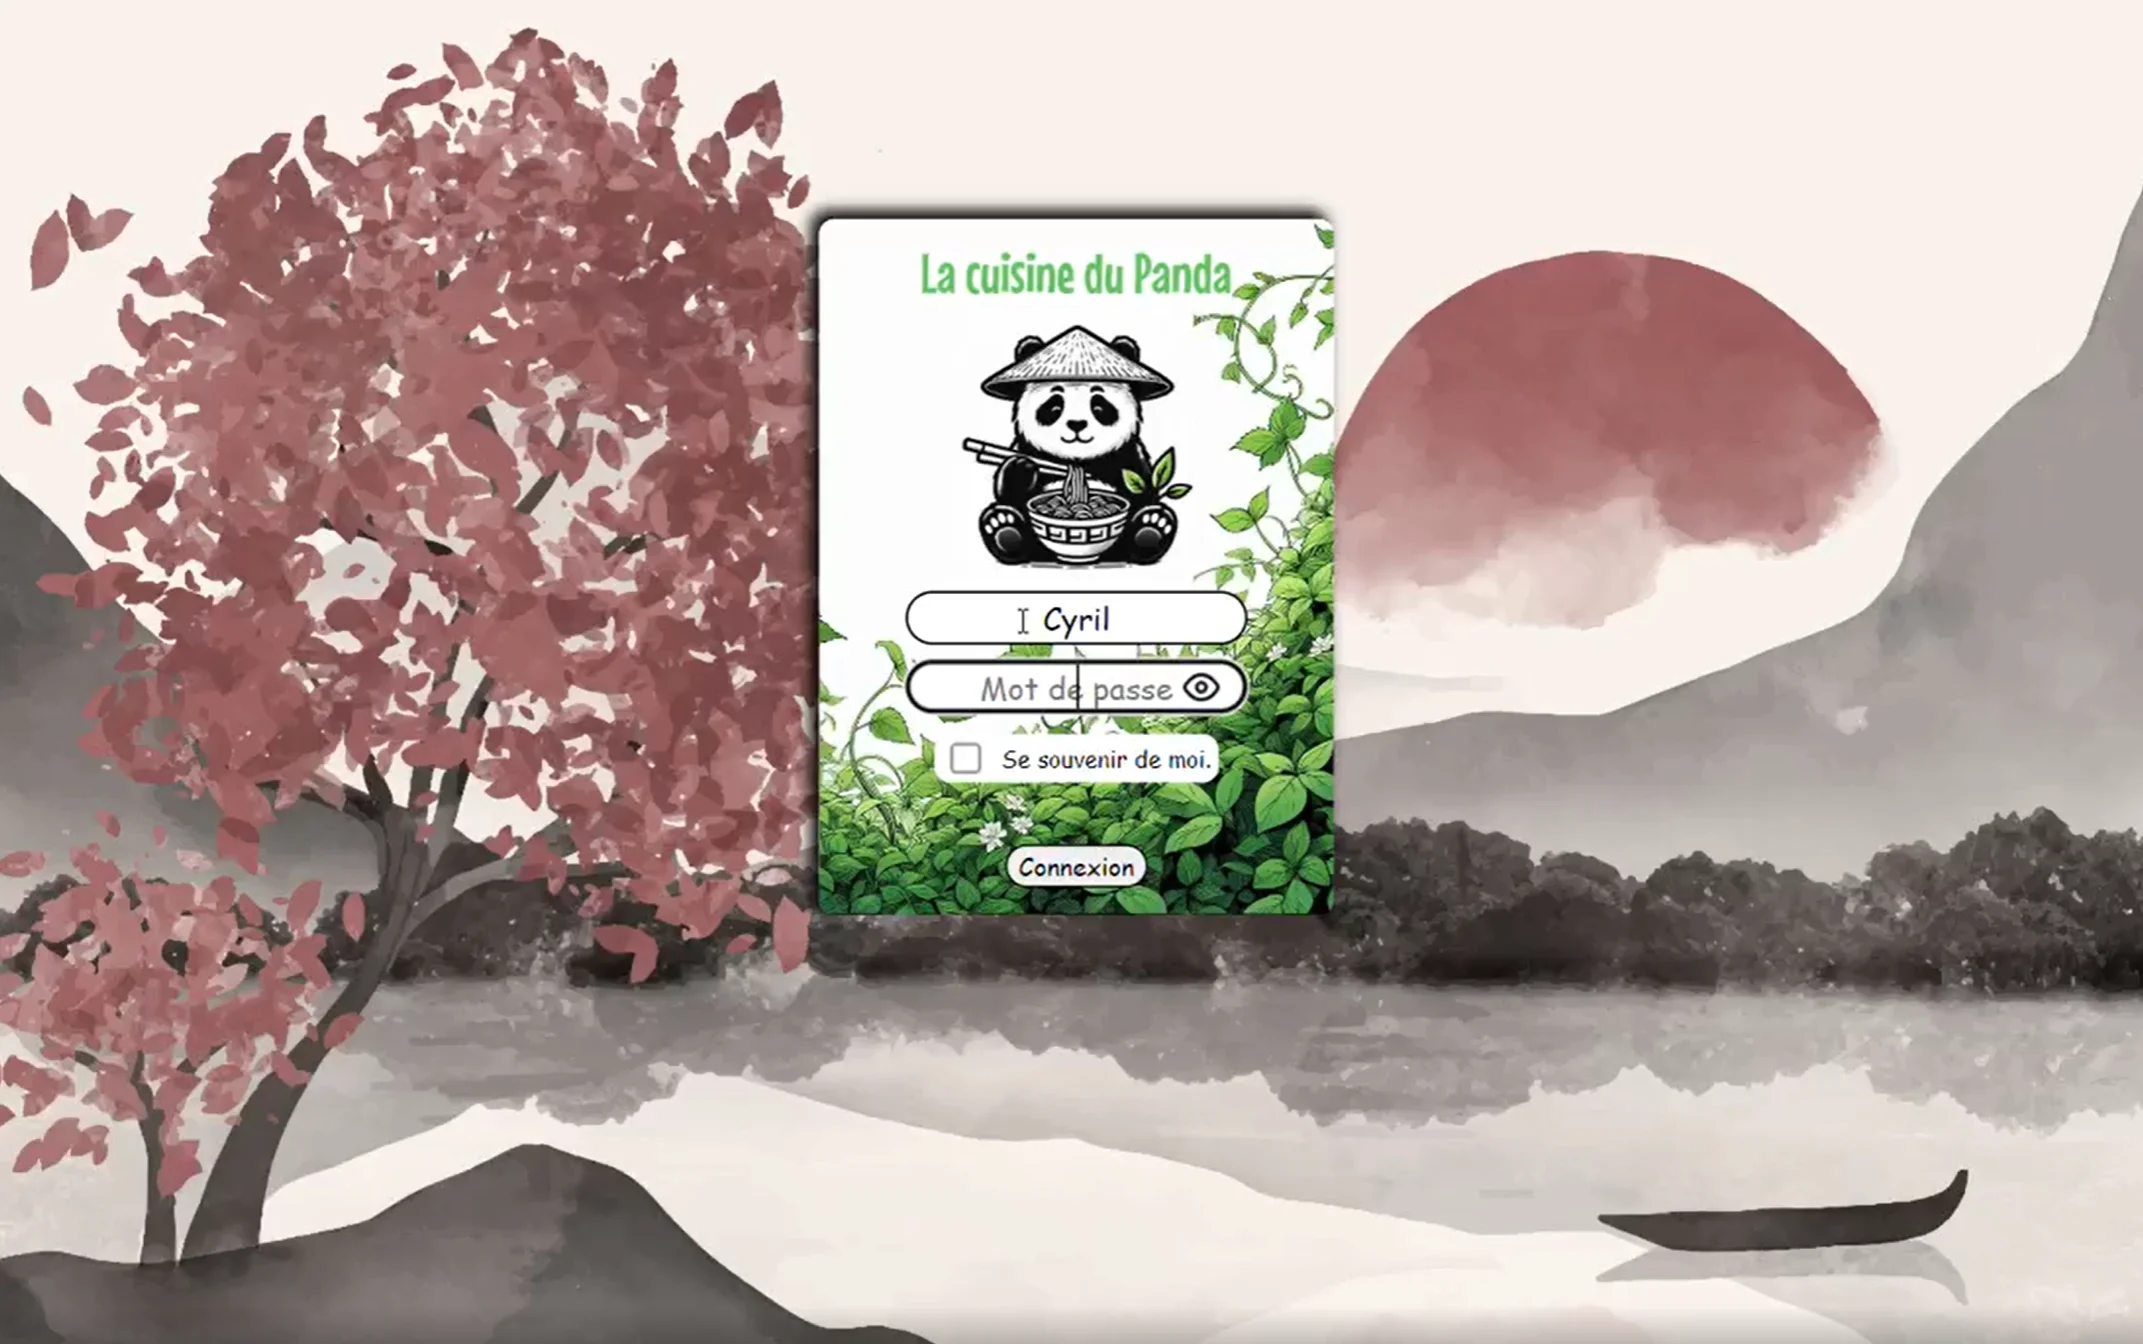 La cuisine du Panda
Cyril
Mot de passe
Se souvenir de moi.
Connexion